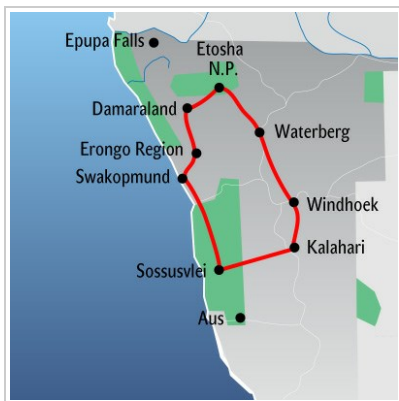 Epupa Falls
Etosha
N.P.
Damaraland
Waterberg
Erongo Region
Swakopmund
Windhoek
Kalahari
Sossusvlei
Aus